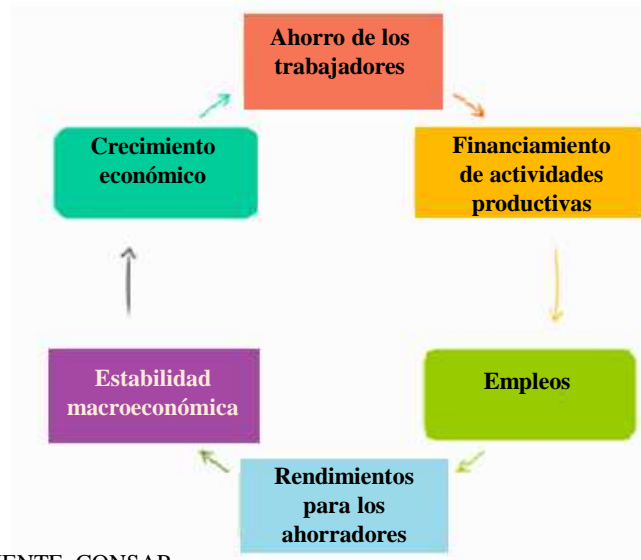 Ahorro de los
trabajadores
Financiamiento
de actividades
productivas
Empleos
Rendimientos
para los
ahorradores
Estabilidad
macroeconómica
Crecimiento
económico